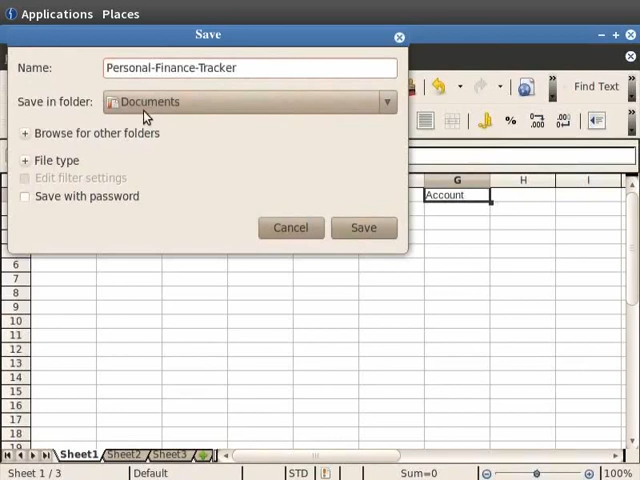 Applications Places
Save
Name: Personal-Finance-Tracker
Save in folder: Documents
Browse for other folders
File type
Edit filter settings
Save with password
Cancel Save
Find Text
G H I
Account
6
7
8
9
10
11
12
13
14
15
16
17
18
19
Sheet1 Sheet2 Sheet3
Sheet 1 / 3 Default STD Sum=0 100%